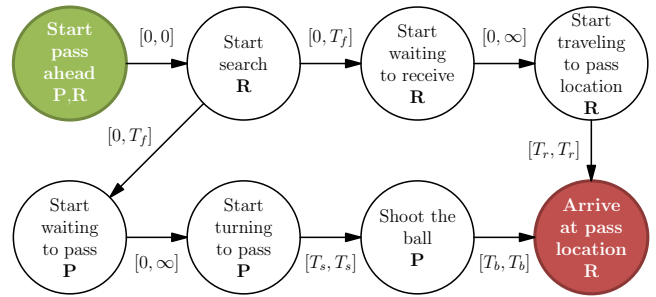 Start
pass
ahead
P,R
[0, 0]
Start
search
R
[0, T_f]
Start
waiting
to receive
R
[0, ∞]
Start
traveling
to pass
location
R
[0, T_f]
[T_r, T_r]
Start
waiting
to pass
P
[0, ∞]
Start
turning
to pass
P
[T_s, T_s]
Shoot the
ball
P
[T_b, T_b]
Arrive
at pass
location
R